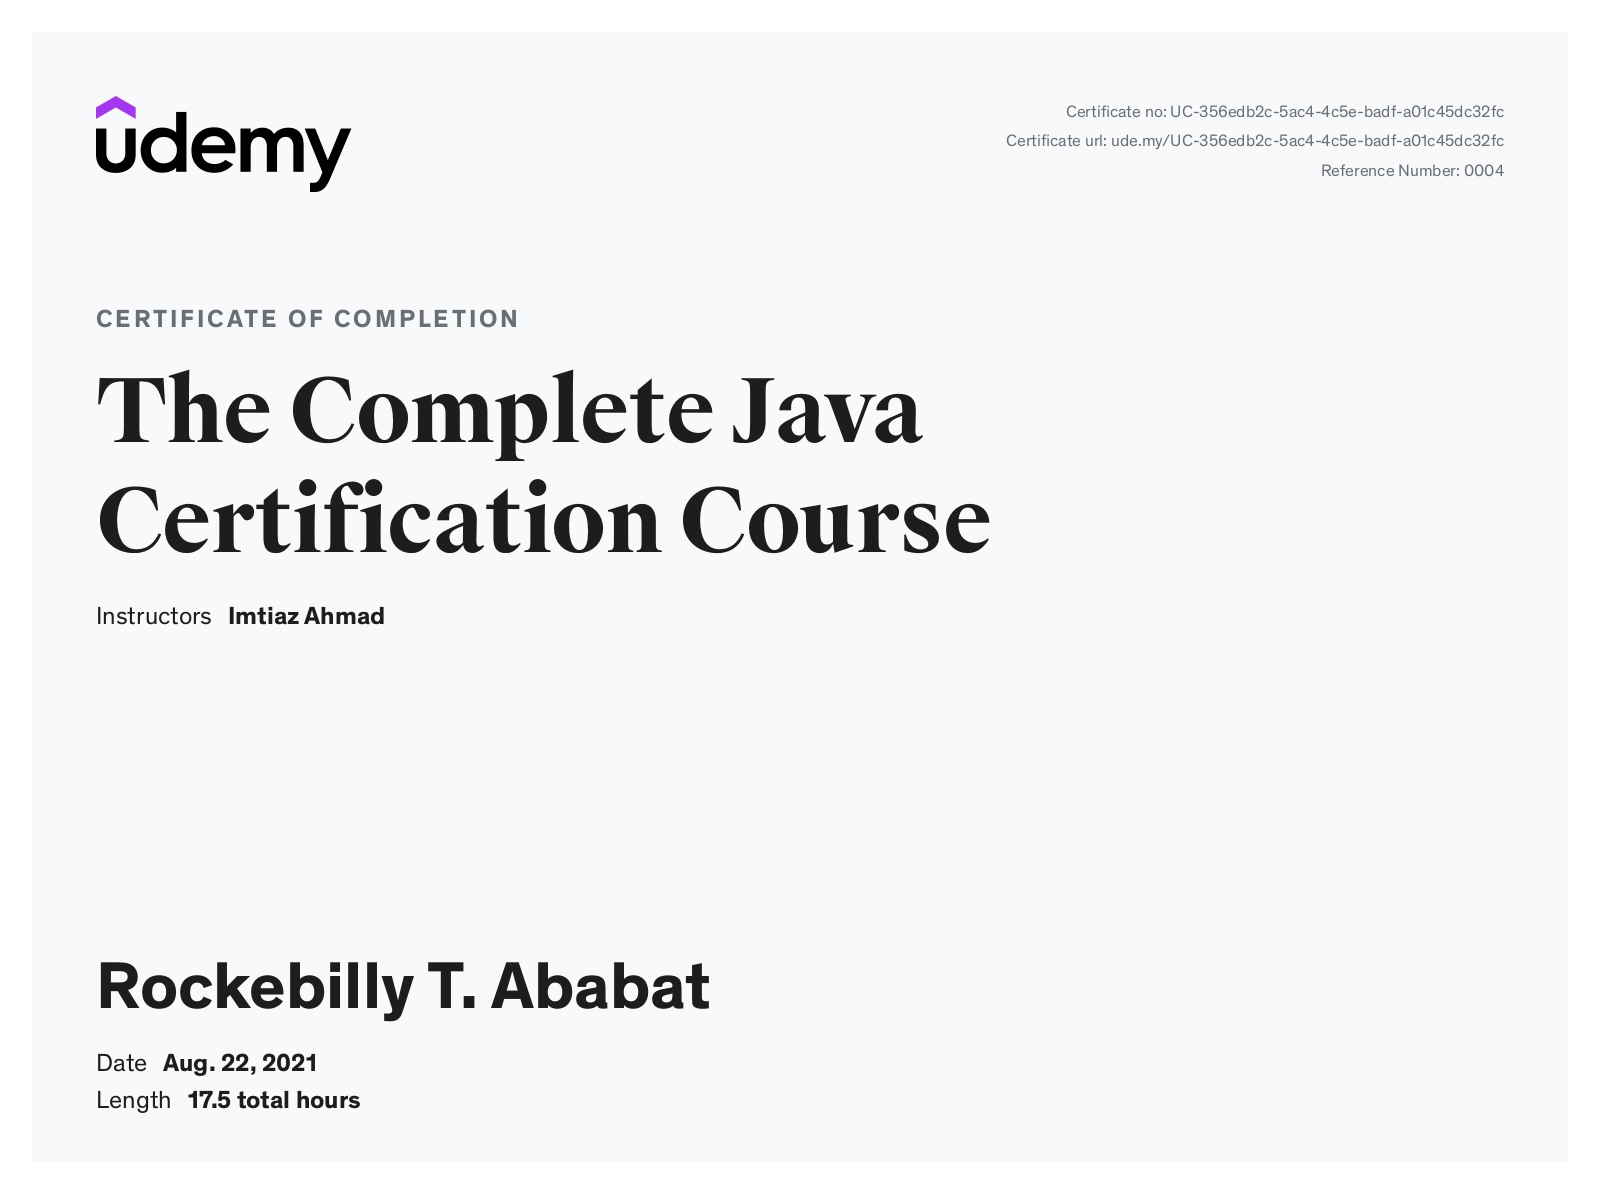 udemy
Certificate no: UC-356edb2c-5ac4-4c5e-badf-a01c45dc32fc
Certificate url: ude.my/UC-356edb2c-5ac4-4c5e-badf-a01c45dc32fc
Reference Number: 0004
CERTIFICATE OF COMPLETION
The Complete Java
Certification Course
Instructors Imtiaz Ahmad
Rockebilly T. Ababat
Date Aug. 22, 2021
Length 17.5 total hours